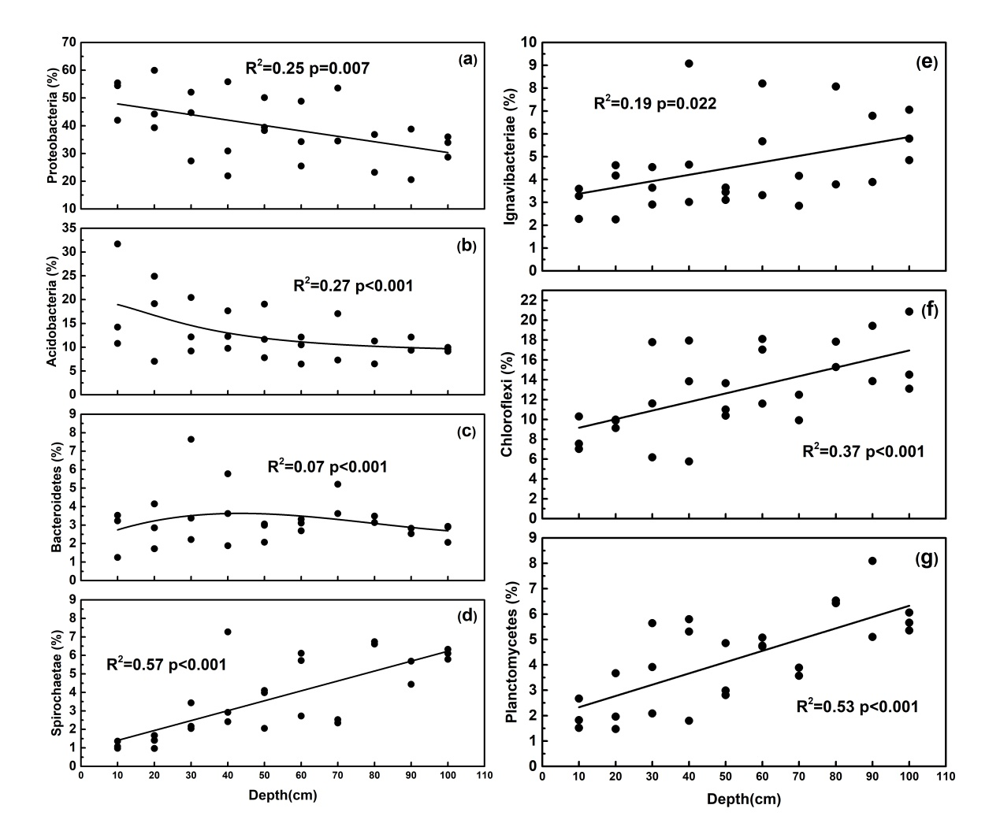 70
60
50
40
30
20
10
Proteobacteria (%)
R²=0.25 p=0.007
(a)
35
30
25
20
15
10
5
0
Acidobacteria (%)
R²=0.27 p<0.001
(b)
9
8
7
6
5
4
3
2
1
0
Bacteroidetes (%)
R²=0.07 p<0.001
(c)
9
8
7
6
5
4
3
2
1
0
Spirochaetae (%)
R²=0.57 p<0.001
(d)
0 10 20 30 40 50 60 70 80 90 100 110
Depth(cm)
10
9
8
7
6
5
4
3
2
1
0
Ignavibacteriae (%)
R²=0.19 p=0.022
(e)
22
20
18
16
14
12
10
8
6
4
2
0
Chloroflexi (%)
R²=0.37 p<0.001
(f)
9
8
7
6
5
4
3
2
1
0
Planctomycetes (%)
R²=0.53 p<0.001
(g)
0 10 20 30 40 50 60 70 80 90 100 110
Depth(cm)